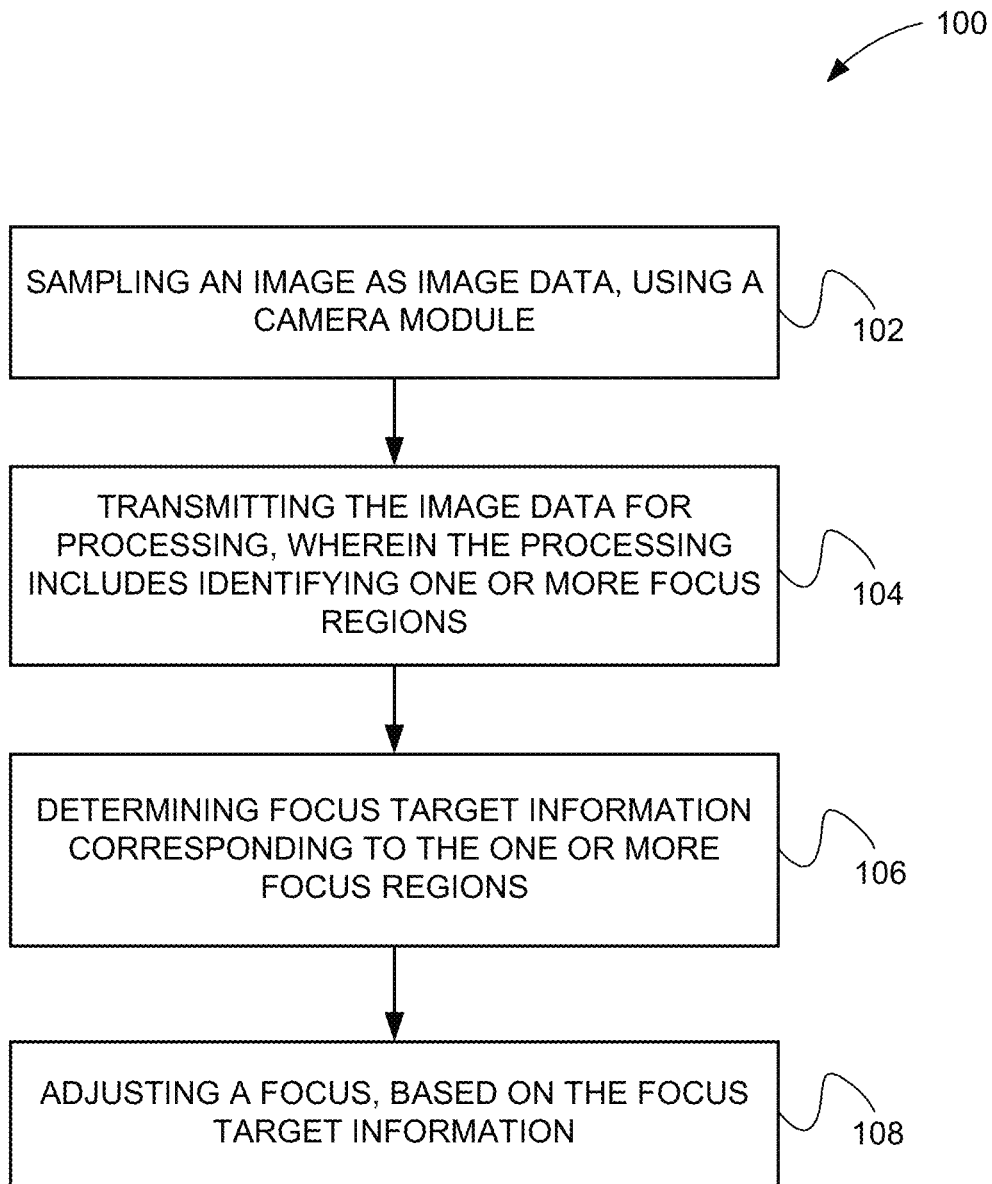 100
SAMPLING AN IMAGE AS IMAGE DATA, USING A
CAMERA MODULE
102
TRANSMITTING THE IMAGE DATA FOR
PROCESSING, WHEREIN THE PROCESSING
INCLUDES IDENTIFYING ONE OR MORE FOCUS
REGIONS
104
DETERMINING FOCUS TARGET INFORMATION
CORRESPONDING TO THE ONE OR MORE
FOCUS REGIONS
106
ADJUSTING A FOCUS, BASED ON THE FOCUS
TARGET INFORMATION
108